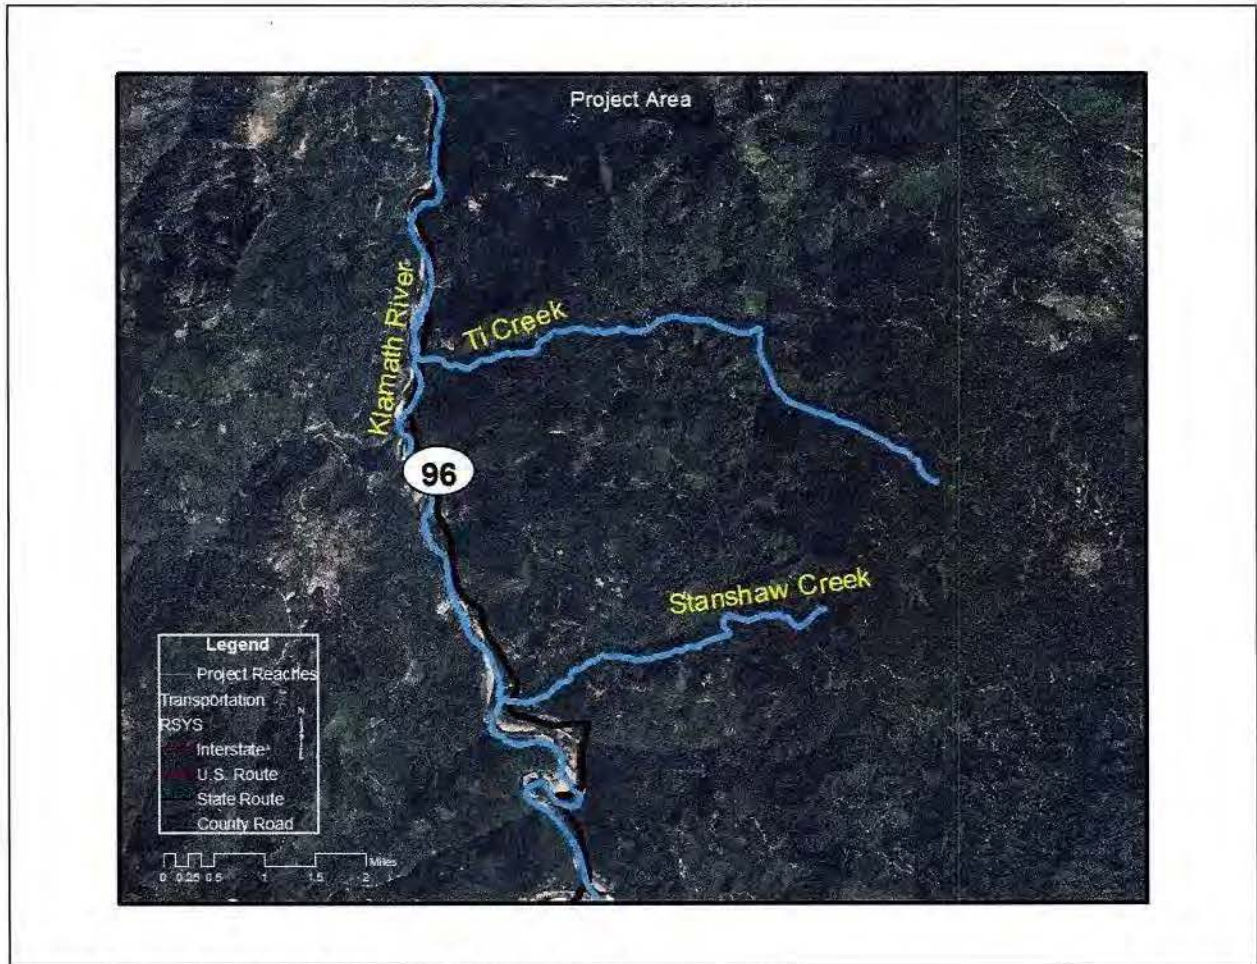 Project Area
Klamath River
Ti Creek
96
Stanshaw Creek
Legend
Project Reaches
Transportation
RSYS
N
Interstate
U.S. Route
State Route
County Road
Miles
0 0.25 0.5 1 1.5 2